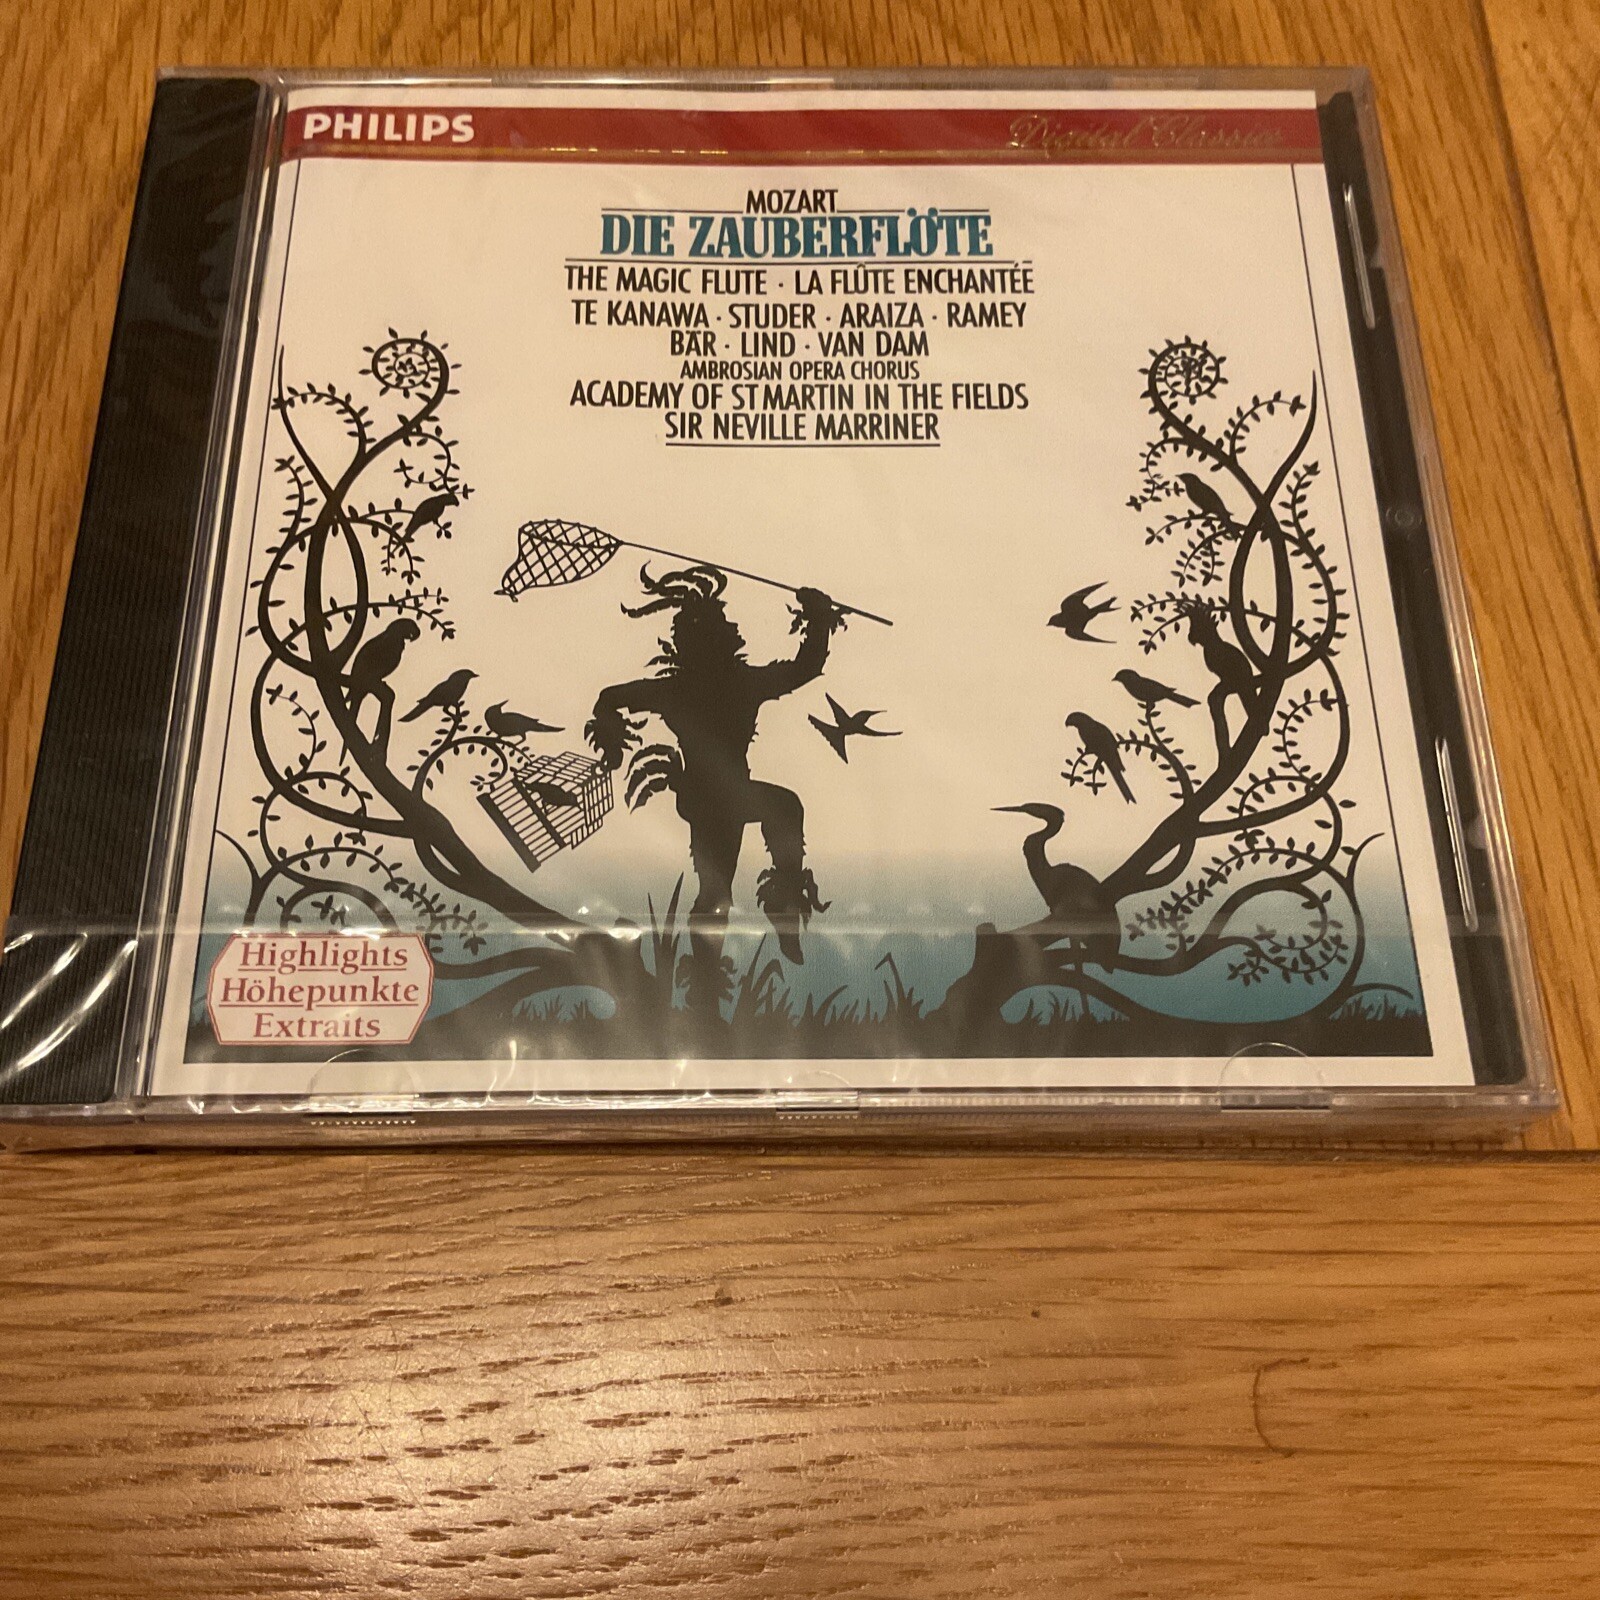 PHILIPS
Digital Classics
MOZART
DIE ZAUBERFLÖTE
THE MAGIC FLUTE · LA FLÛTE ENCHANTÉE
TE KANAWA · STUDER · ARAIZA · RAMEY
BÄR · LIND · VAN DAM
AMBROSIAN OPERA CHORUS
ACADEMY OF ST MARTIN IN THE FIELDS
SIR NEVILLE MARRINER
Highlights
Höhepunkte
Extraits